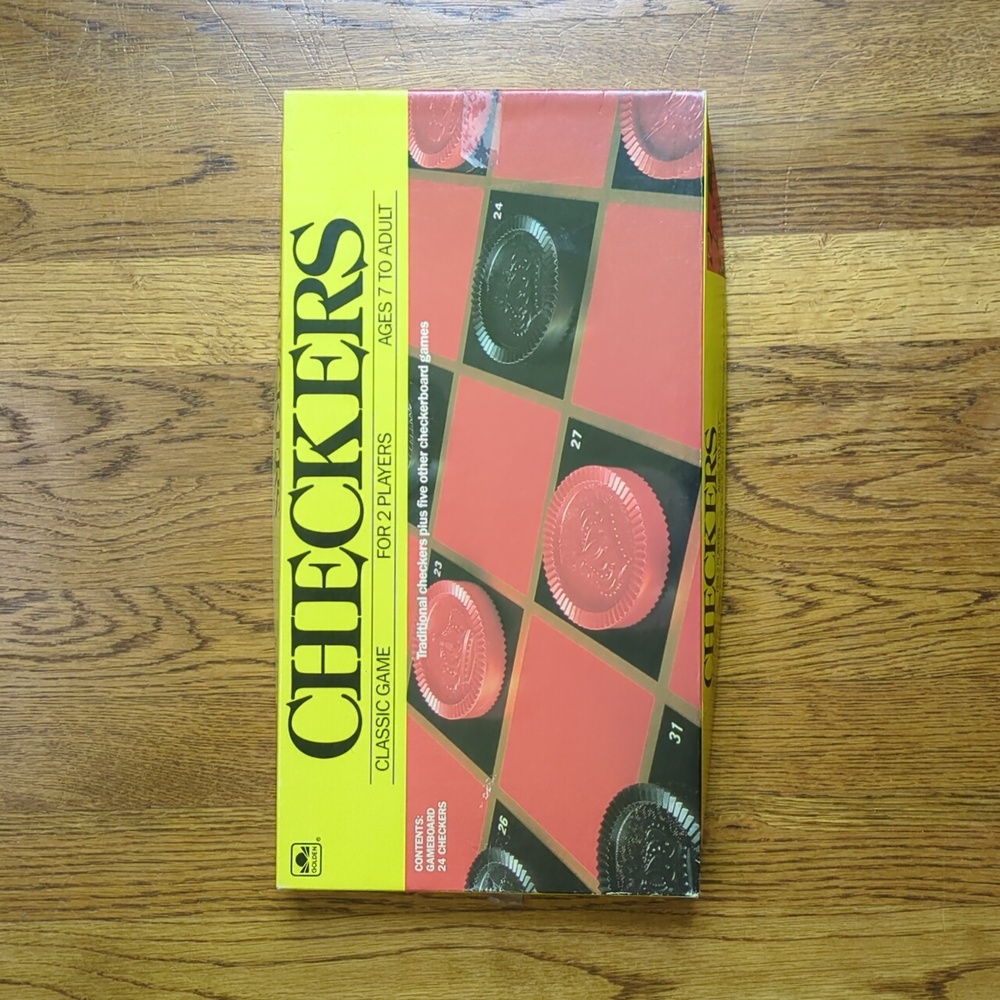 CHECKERS
CLASSIC GAME FOR 2 PLAYERS AGES 7 TO ADULT
Traditional checkers plus five other checkerboard games
CONTENTS:
GAMEBOARD
24 CHECKERS
GOLDEN®
24
27
23
31
26
CHECKERS